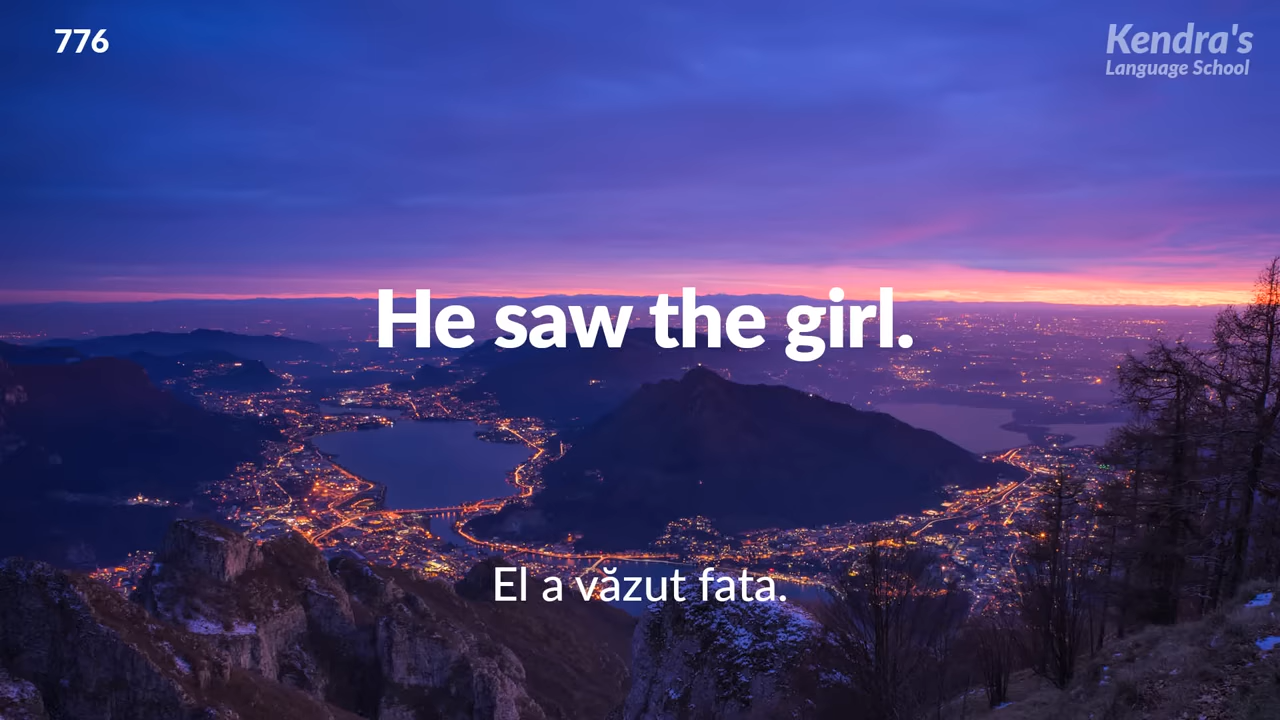 776
Kendra's
Language School
He saw the girl.
El a văzut fata.